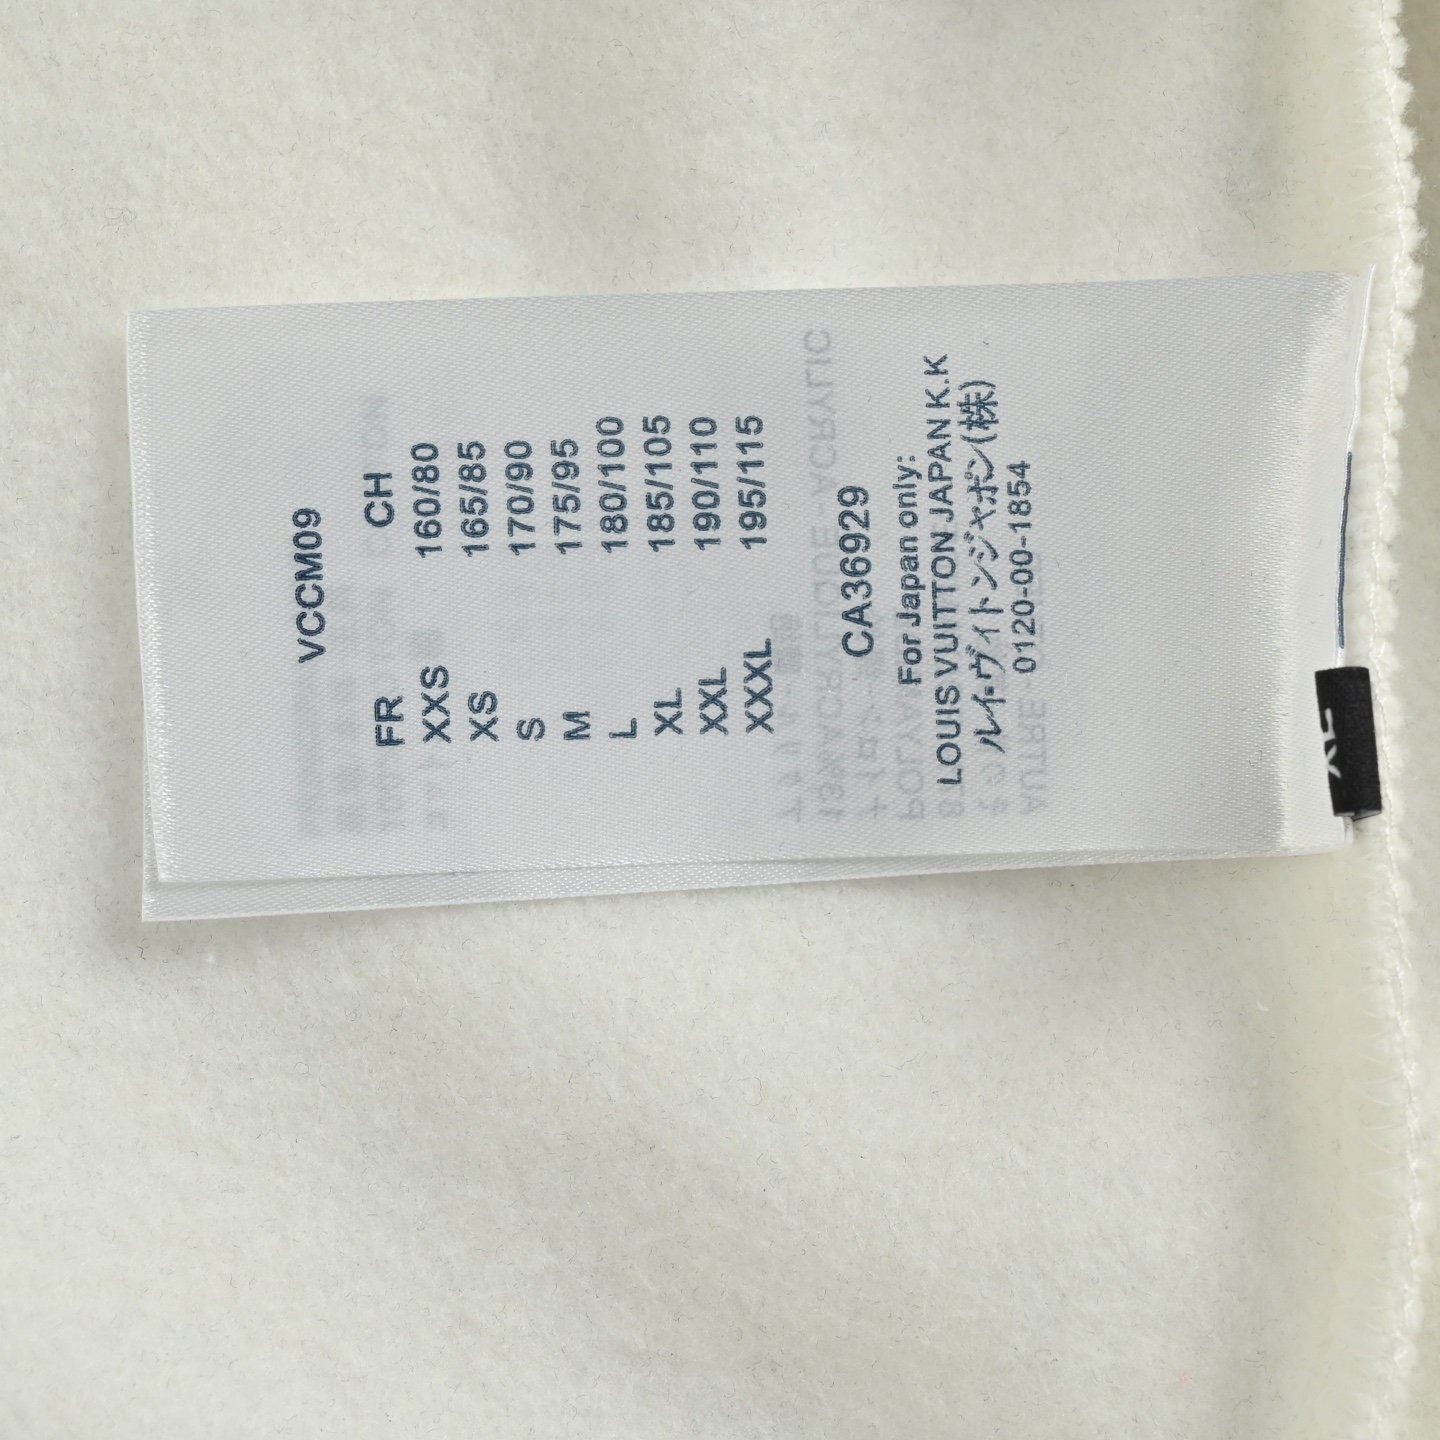 VCCM09
FR CH
XXS 160/80
XS 165/85
S 170/90
M 175/95
L 180/100
XL 185/105
XXL 190/110
XXXL 195/115
CA36929
For Japan only:
LOUIS VUITTON JAPAN K.K
ルイ・ヴィトンジャポン(株)
0120-00-1854
XL